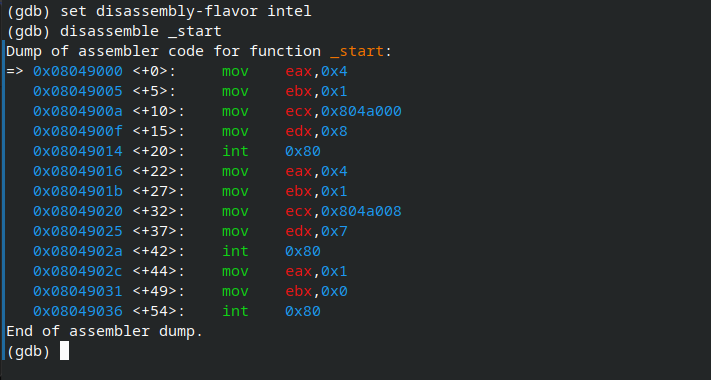 (gdb) set disassembly-flavor intel
(gdb) disassemble _start
Dump of assembler code for function _start:
=> 0x08049000 <+0>:     mov    eax,0x4
   0x08049005 <+5>:     mov    ebx,0x1
   0x0804900a <+10>:    mov    ecx,0x804a000
   0x0804900f <+15>:    mov    edx,0x8
   0x08049014 <+20>:    int    0x80
   0x08049016 <+22>:    mov    eax,0x4
   0x0804901b <+27>:    mov    ebx,0x1
   0x08049020 <+32>:    mov    ecx,0x804a008
   0x08049025 <+37>:    mov    edx,0x7
   0x0804902a <+42>:    int    0x80
   0x0804902c <+44>:    mov    eax,0x1
   0x08049031 <+49>:    mov    ebx,0x0
   0x08049036 <+54>:    int    0x80
End of assembler dump.
(gdb)